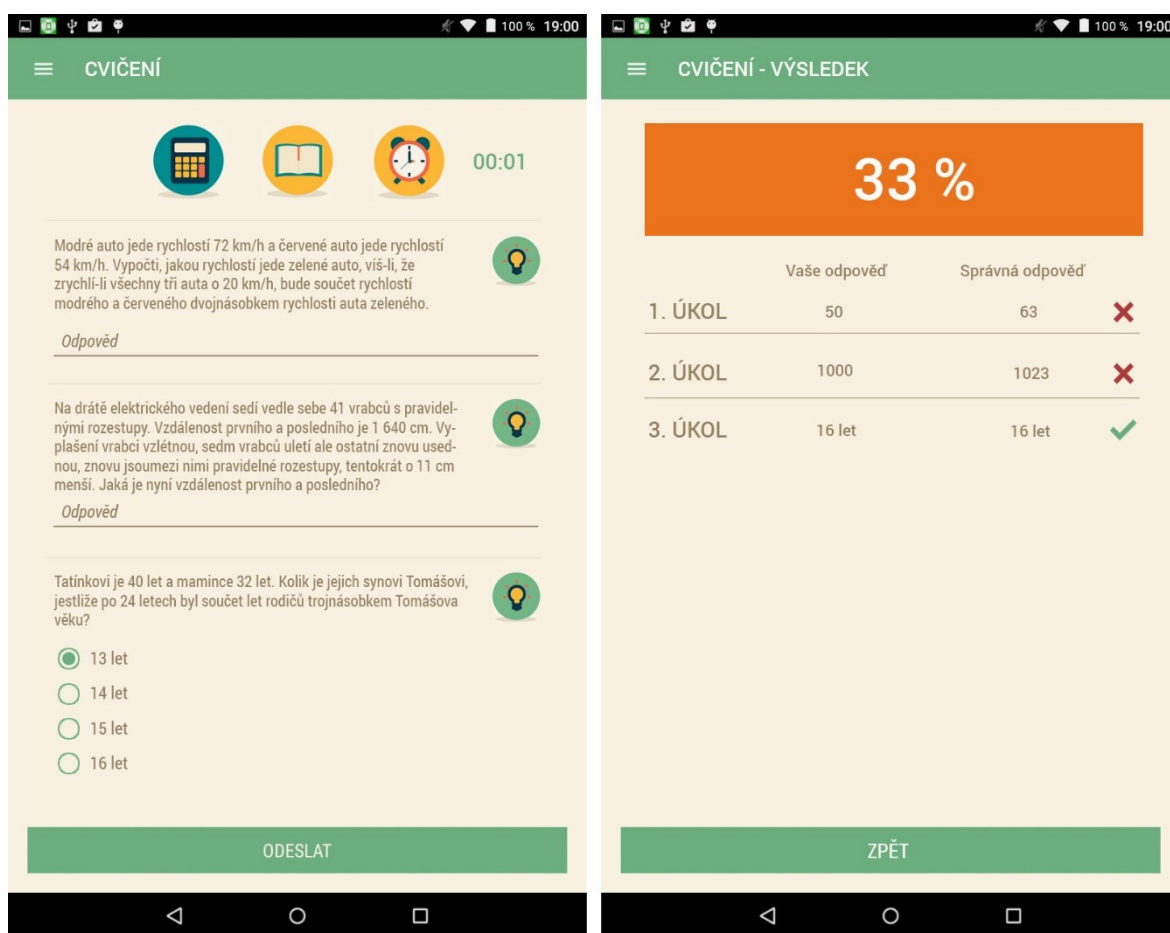 100 % 19:00
CVIČENÍ
00:01
Modré auto jede rychlostí 72 km/h a červené auto jede rychlostí
54 km/h. Vypočti, jakou rychlostí jede zelené auto, víš-li, že
zrychlí-li všechny tři auta o 20 km/h, bude součet rychlostí
modrého a červeného dvojnásobkem rychlosti auta zeleného.
Odpověd
Na drátě elektrického vedení sedí vedle sebe 41 vrabců s pravidel-
nými rozestupy. Vzdálenost prvního a posledního je 1 640 cm. Vy-
plašení vrabci vzlétnou, sedm vrabců uletí ale ostatní znovu used-
nou, znovu jsoumezi nimi pravidelné rozestupy, tentokrát o 11 cm
menší. Jaká je nyní vzdálenost prvního a posledního?
Odpověd
Tatínkovi je 40 let a mamince 32 let. Kolik je jejich synovi Tomášovi,
jestliže po 24 letech byl součet let rodičů trojnásobkem Tomášova
věku?
13 let
14 let
15 let
16 let
ODESLAT
100 % 19:00
CVIČENÍ - VÝSLEDEK
33 %
Vaše odpověď Správná odpověď
1. ÚKOL 50 63
2. ÚKOL 1000 1023
3. ÚKOL 16 let 16 let
ZPĚT